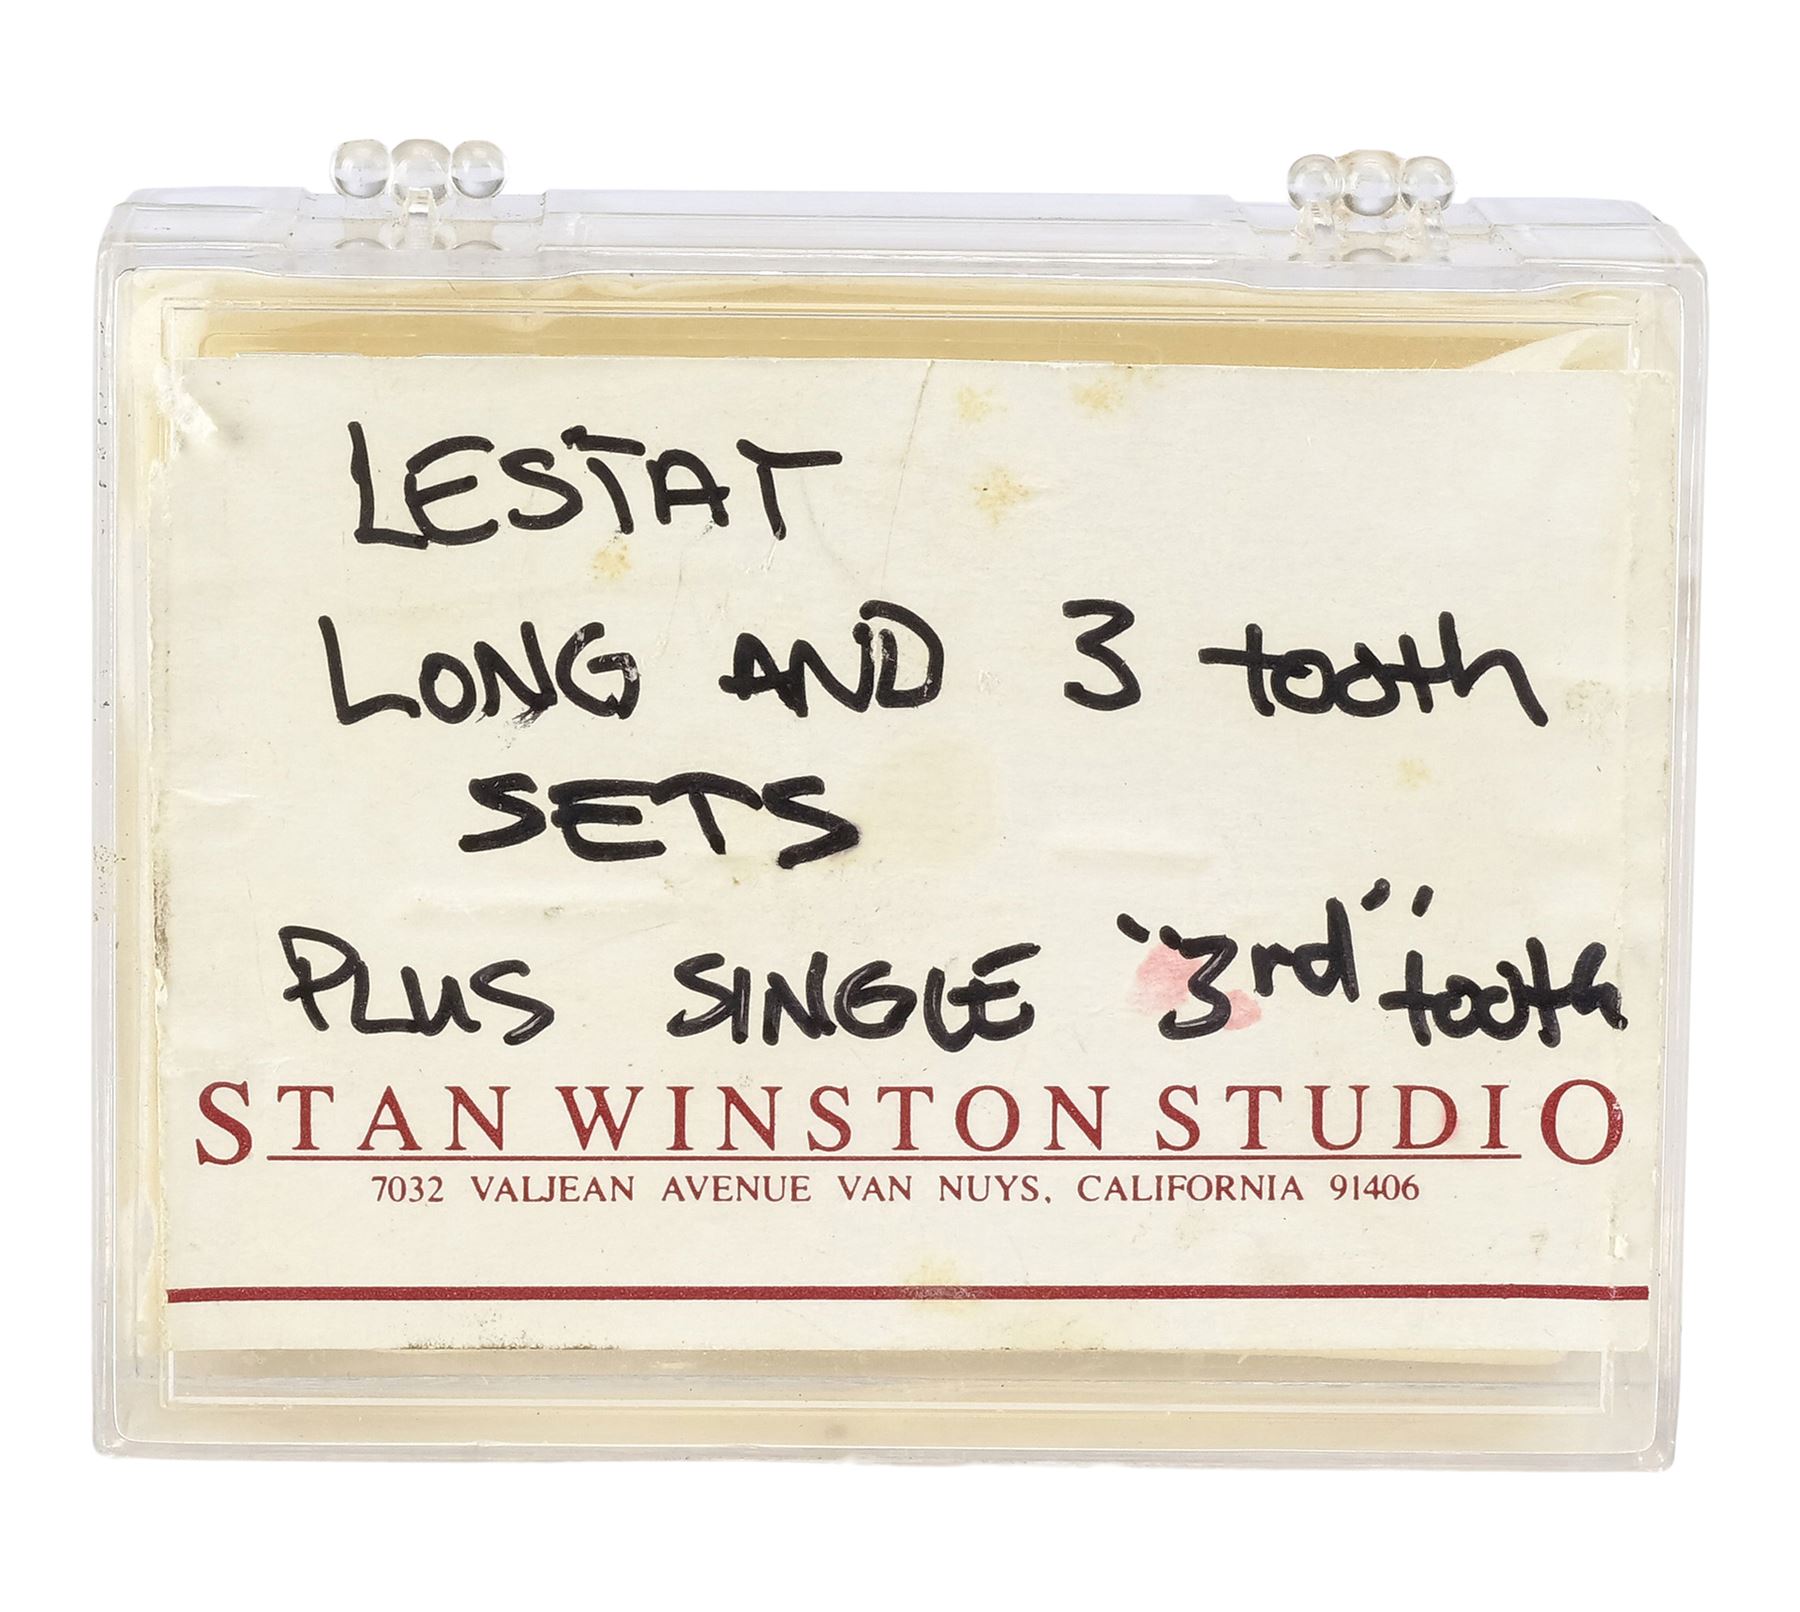 LESTAT
LONG AND 3 tooth
SETS
PLUS SINGLE "3rd" tooth
STAN WINSTON STUDIO
7032 VALJEAN AVENUE VAN NUYS, CALIFORNIA 91406